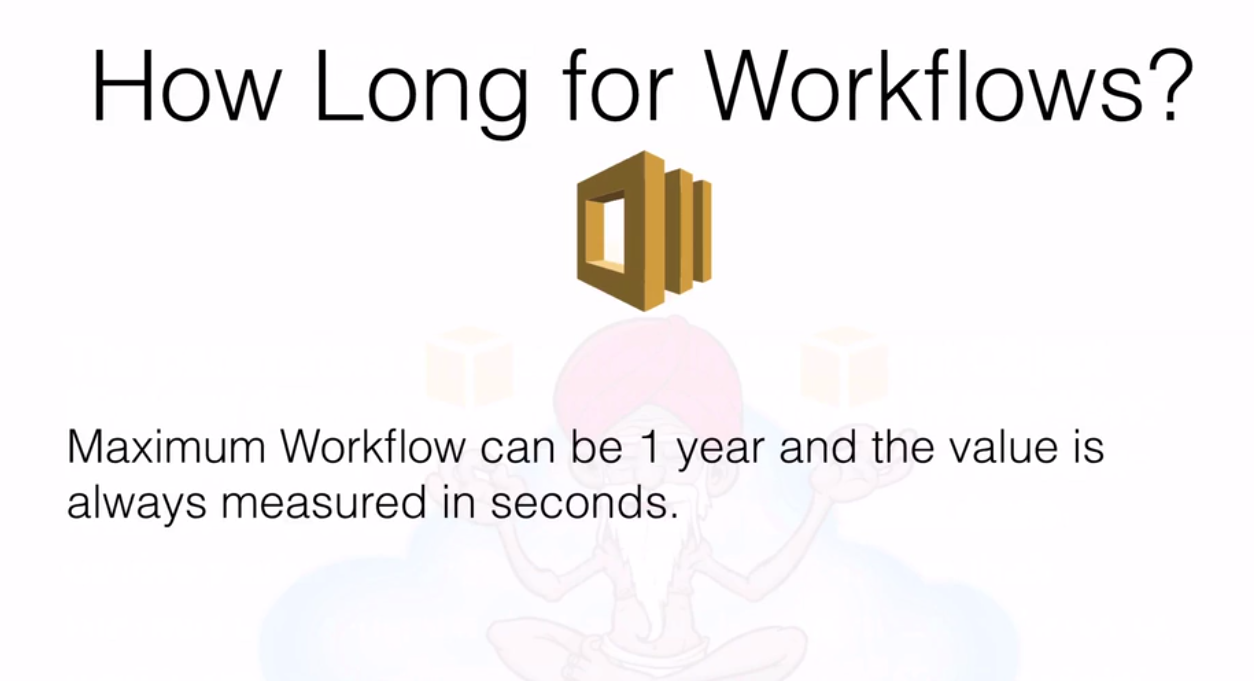 How Long for Workflows?
Maximum Workflow can be 1 year and the value is
always measured in seconds.